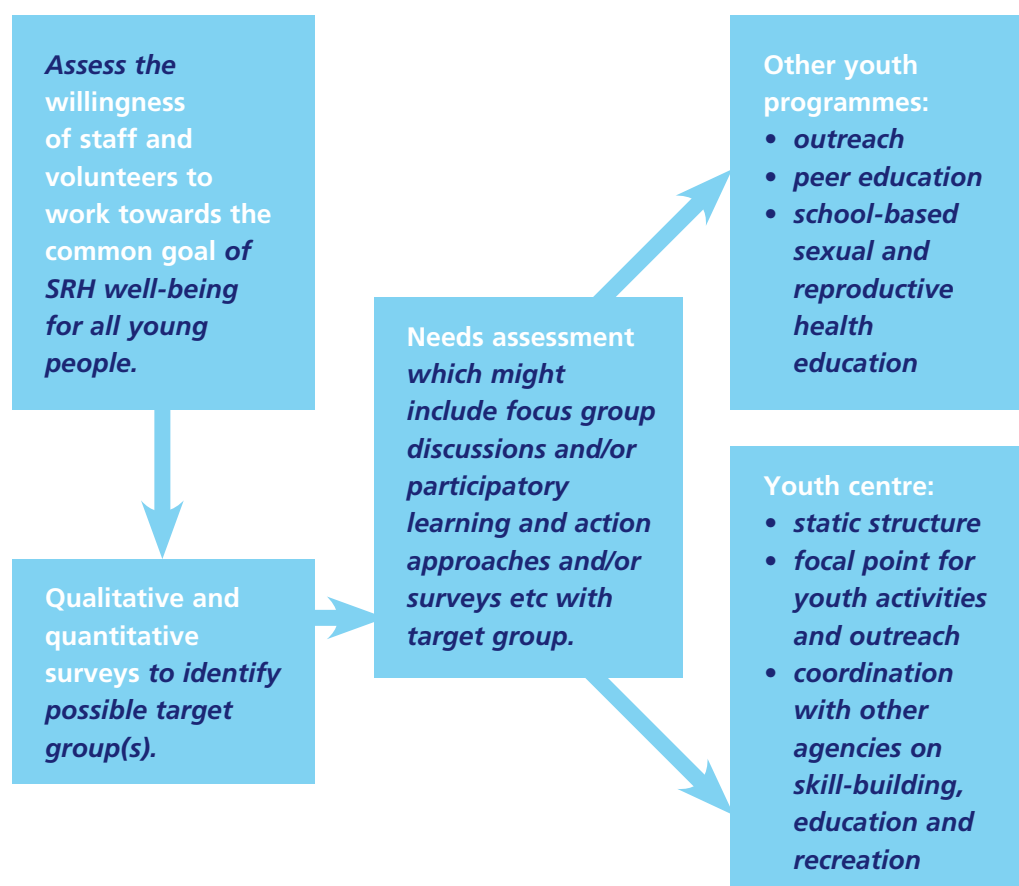 Assess the
willingness
of staff and
volunteers to
work towards the
common goal of
SRH well-being
for all young
people.
Qualitative and
quantitative
surveys to identify
possible target
group(s).
Needs assessment
which might
include focus group
discussions and/or
participatory
learning and action
approaches and/or
surveys etc with
target group.
Other youth
programmes:
• outreach
• peer education
• school-based
sexual and
reproductive
health
education
Youth centre:
• static structure
• focal point for
youth activities
and outreach
• coordination
with other
agencies on
skill-building,
education and
recreation